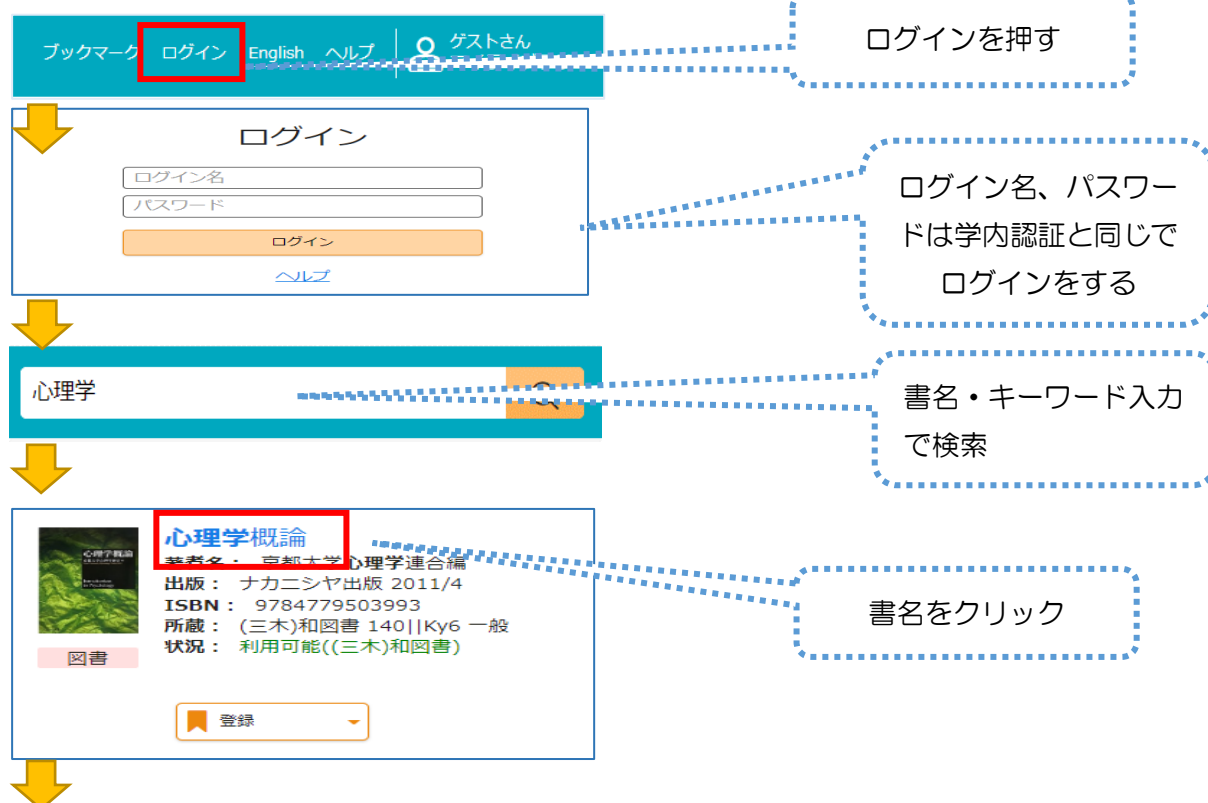 ブックマーク ログイン English ヘルプ ゲストさん
ログインを押す
ログイン
ログイン名
パスワード
ログイン
ヘルプ
ログイン名、パスワー
ドは学内認証と同じで
ログインをする
心理学
書名・キーワード入力
で検索
心理学概論
著者名： 京都大学心理学連合編
出版： ナカニシヤ出版 2011/4
ISBN： 9784779503993
所蔵： (三木)和図書 140||Ky6 一般
状況： 利用可能((三木)和図書)
心理学概論
図書
登録
書名をクリック